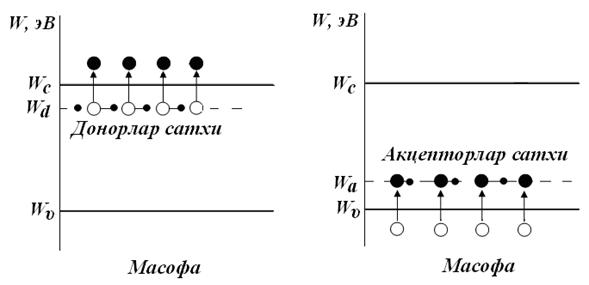 W, эВ
Wc
Wd
Донорлар сатхи
Wv
Масофа
W, эВ
Wc
Акцепторлар сатхи
Wa
Wv
Масофа